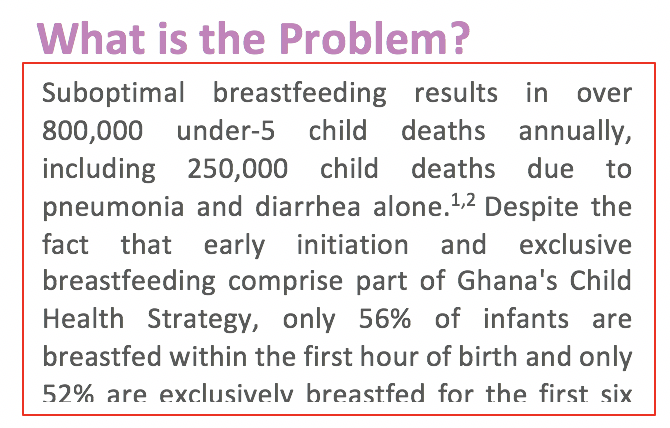 What is the Problem?
Suboptimal breastfeeding results in over
800,000 under-5 child deaths annually,
including 250,000 child deaths due to
pneumonia and diarrhea alone.1,2 Despite the
fact that early initiation and exclusive
breastfeeding comprise part of Ghana's Child
Health Strategy, only 56% of infants are
breastfed within the first hour of birth and only
52% are exclusively breastfed for the first six